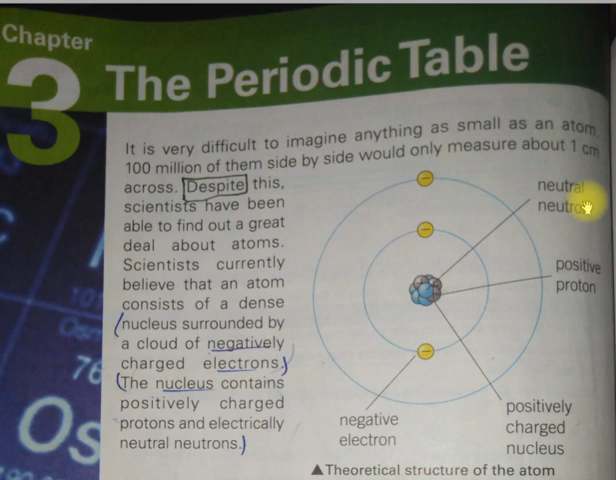 Chapter
3 The Periodic Table
It is very difficult to imagine anything as small as an atom.
100 million of them side by side would only measure about 1 cm
across. Despite this,
scientists have been
able to find out a great
deal about atoms.
Scientists currently
believe that an atom
consists of a dense
(nucleus surrounded by
a cloud of negatively
charged electrons.)
(The nucleus contains
positively charged
protons and electrically
neutral neutrons.)
neutral
neutron
positive
proton
positively
charged
nucleus
negative
electron
▲Theoretical structure of the atom
76
Os